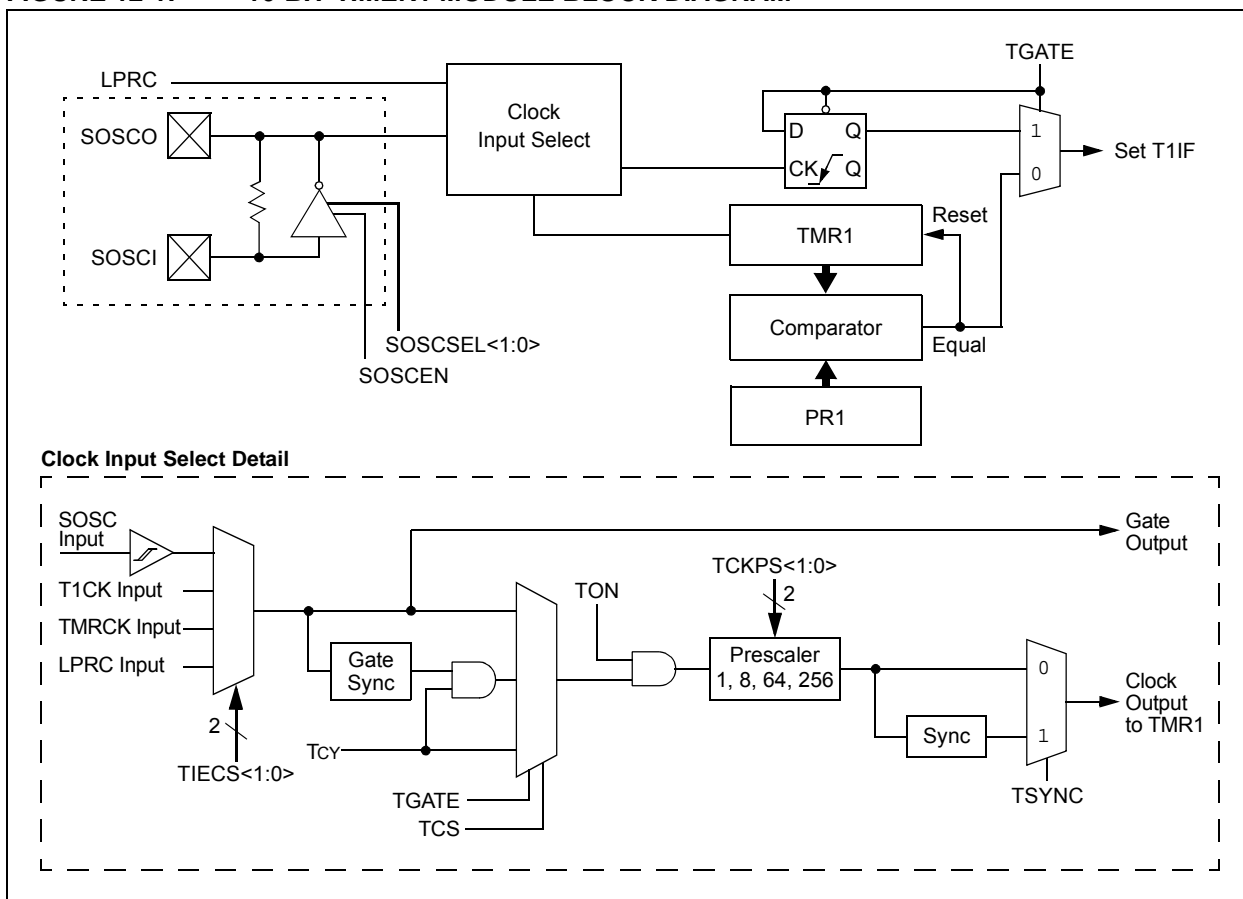 TGATE
LPRC
SOSCO
Clock
Input Select
D Q
CK Q
1
0
Set T1IF
SOSCI
TMR1
Reset
Comparator
Equal
SOSCSEL<1:0>
SOSCEN
PR1
Clock Input Select Detail
SOSC
Input
T1CK Input
TMRCK Input
LPRC Input
2
TIECS<1:0>
Gate
Sync
TCY
TGATE
TCS
TON
TCKPS<1:0>
2
Prescaler
1, 8, 64, 256
Sync
0
1
TSYNC
Gate
Output
Clock
Output
to TMR1